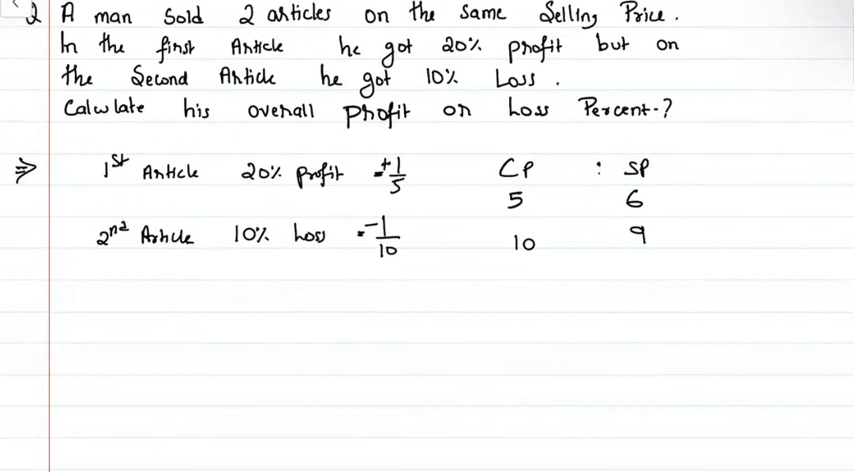 2 A man Sold 2 articles on the same Selling Price.
In the first Article he got 20% profit but on
the Second Article he got 10% Loss.
Calculate his overall Profit or Loss Percent-?
⇒ 1st Article 20% profit = +1/5 CP : SP
5 6
2nd Article 10% Loss = -1/10 10 9